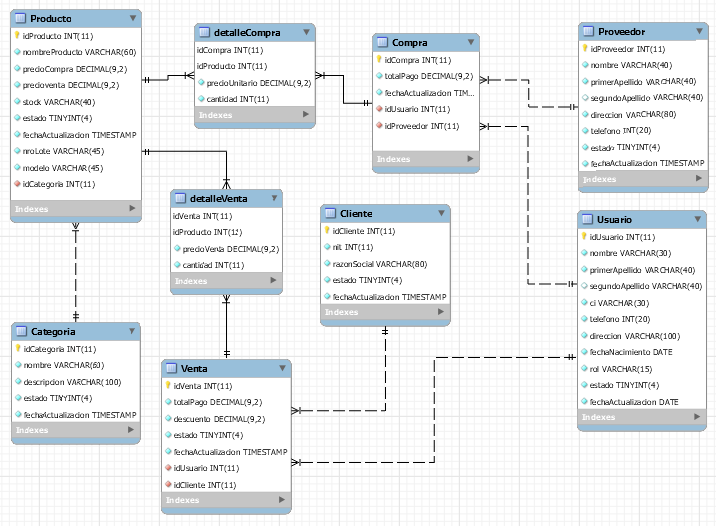 Producto
idProducto INT(11)
nombreProducto VARCHAR(60)
precioCompra DECIMAL(9,2)
precioventa DECIMAL(9,2)
stock VARCHAR(40)
estado TINYINT(4)
fechaActualizacion TIMESTAMP
nroLote VARCHAR(45)
modelo VARCHAR(45)
idCategoria INT(11)
Indexes
detalleCompra
idCompra INT(11)
idProducto INT(11)
precioUnitario DECIMAL(9,2)
cantidad INT(11)
Indexes
Compra
idCompra INT(11)
totalPago DECIMAL(9,2)
fechaActualizacion TIM...
idUsuario INT(11)
idProveedor INT(11)
Indexes
Proveedor
idProveedor INT(11)
nombre VARCHAR(40)
primerApellido VARCHAR(40)
segundoApellido VARCHAR(40)
direccion VARCHAR(80)
telefono INT(20)
estado TINYINT(4)
fechaActualizacion TIMESTAMP
Indexes
detalleVenta
idVenta INT(11)
idProducto INT(12)
precioVenta DECIMAL(9,2)
cantidad INT(11)
Indexes
Cliente
idCliente INT(11)
nit INT(11)
razonSocial VARCHAR(80)
estado TINYINT(4)
fechaActualizacion TIMESTAMP
Indexes
Usuario
idUsuario INT(11)
nombre VARCHAR(30)
primerApellido VARCHAR(40)
segundoApellido VARCHAR(40)
ci VARCHAR(30)
telefono INT(20)
direccion VARCHAR(100)
fechaNacimiento DATE
rol VARCHAR(15)
estado TINYINT(4)
fechaActualizacion DATE
Indexes
Categoria
idCategoria INT(11)
nombre VARCHAR(60)
descripcion VARCHAR(100)
estado TINYINT(4)
fechaActualizacion TIMESTAMP
Indexes
Venta
idVenta INT(11)
totalPago DECIMAL(9,2)
descuento DECIMAL(9,2)
estado TINYINT(4)
fechaActualizacion TIMESTAMP
idUsuario INT(11)
idCliente INT(11)
Indexes